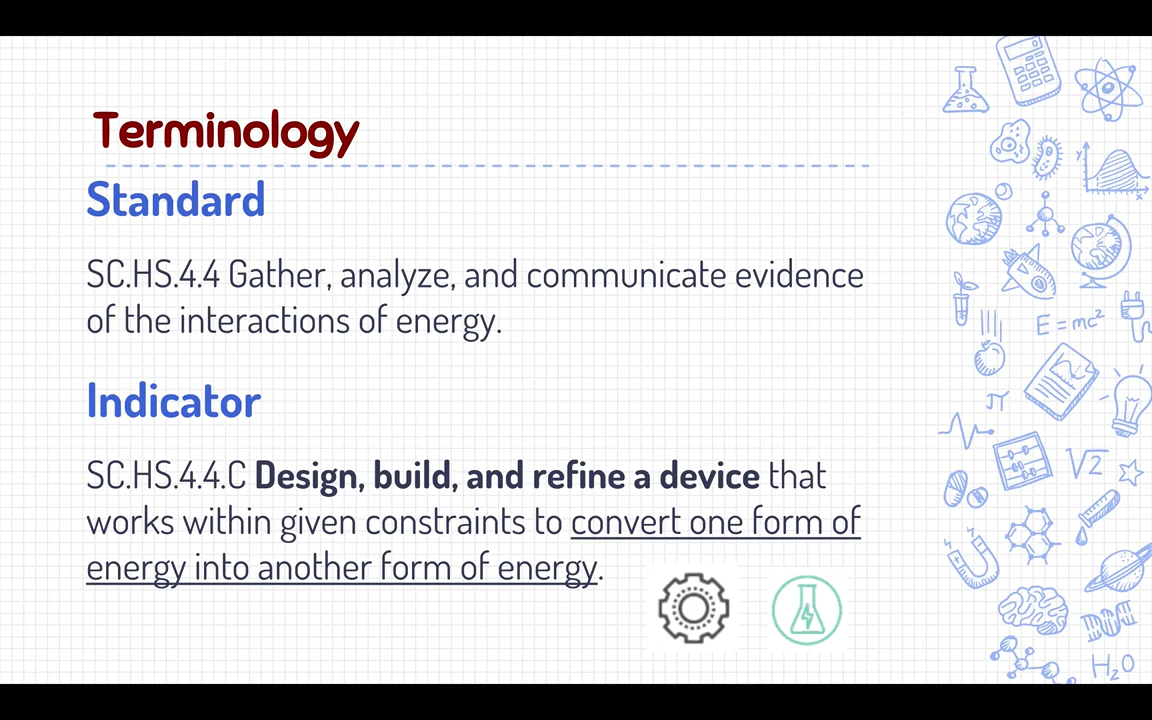 Terminology
Standard
SC.HS.4.4 Gather, analyze, and communicate evidence
of the interactions of energy.
Indicator
SC.HS.4.4.C Design, build, and refine a device that
works within given constraints to convert one form of
energy into another form of energy.
y
x
E=mc²
π
√2
H₂O